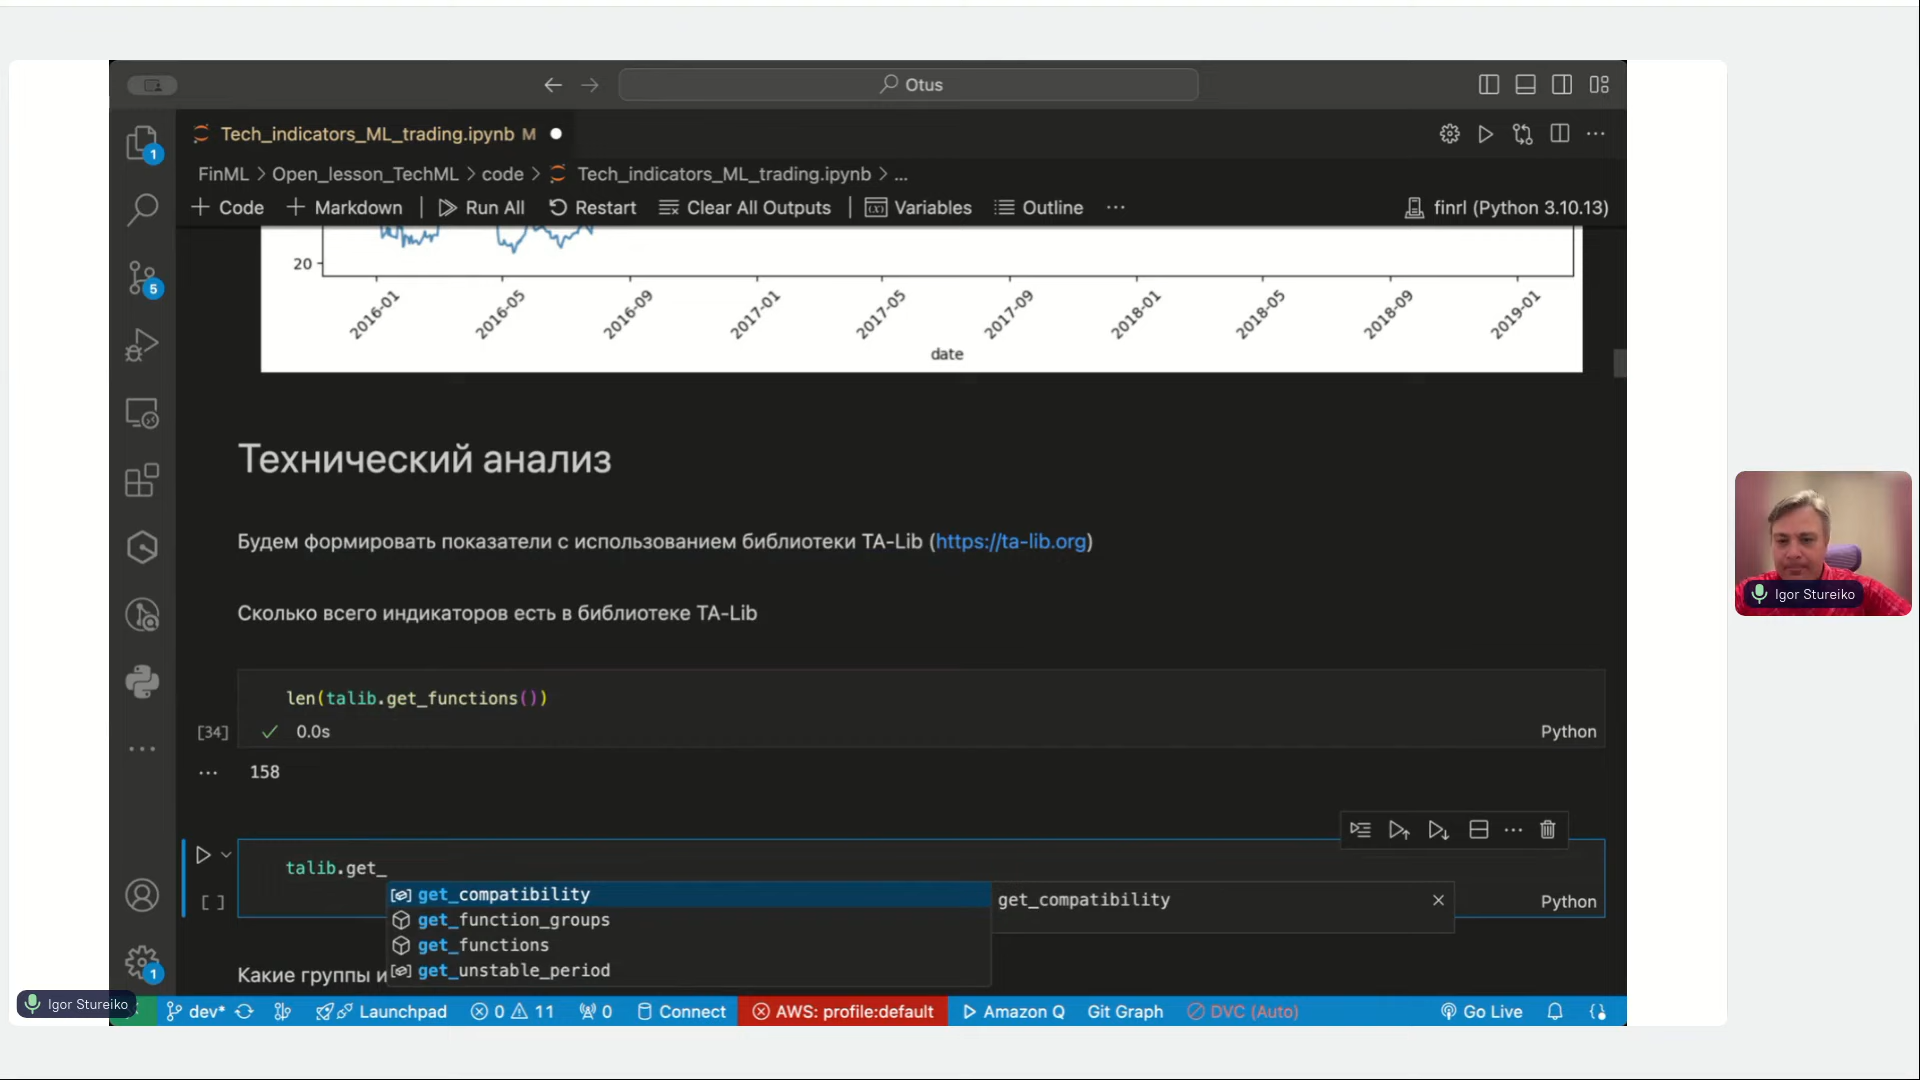 Otus
Tech_indicators_ML_trading.ipynb M
FinML > Open_lesson_TechML > code > Tech_indicators_ML_trading.ipynb > ...
+ Code + Markdown | Run All Restart Clear All Outputs | Variables Outline ... finrl (Python 3.10.13)
20
2016-01 2016-05 2016-09 2017-01 2017-05 2017-09 2018-01 2018-05 2018-09 2019-01
date
Технический анализ
Будем формировать показатели с использованием библиотеки TA-Lib (https://ta-lib.org)
Сколько всего индикаторов есть в библиотеке TA-Lib
len(talib.get_functions())
[34] 0.0s Python
... 158
talib.get_
[ ] Python
get_compatibility
get_function_groups
get_functions
get_unstable_period
get_compatibility
Какие группы и
1
5
1
Igor Stureiko
Igor Stureiko
dev* Launchpad 0 11 0 Connect AWS: profile:default Amazon Q Git Graph DVC (Auto) Go Live